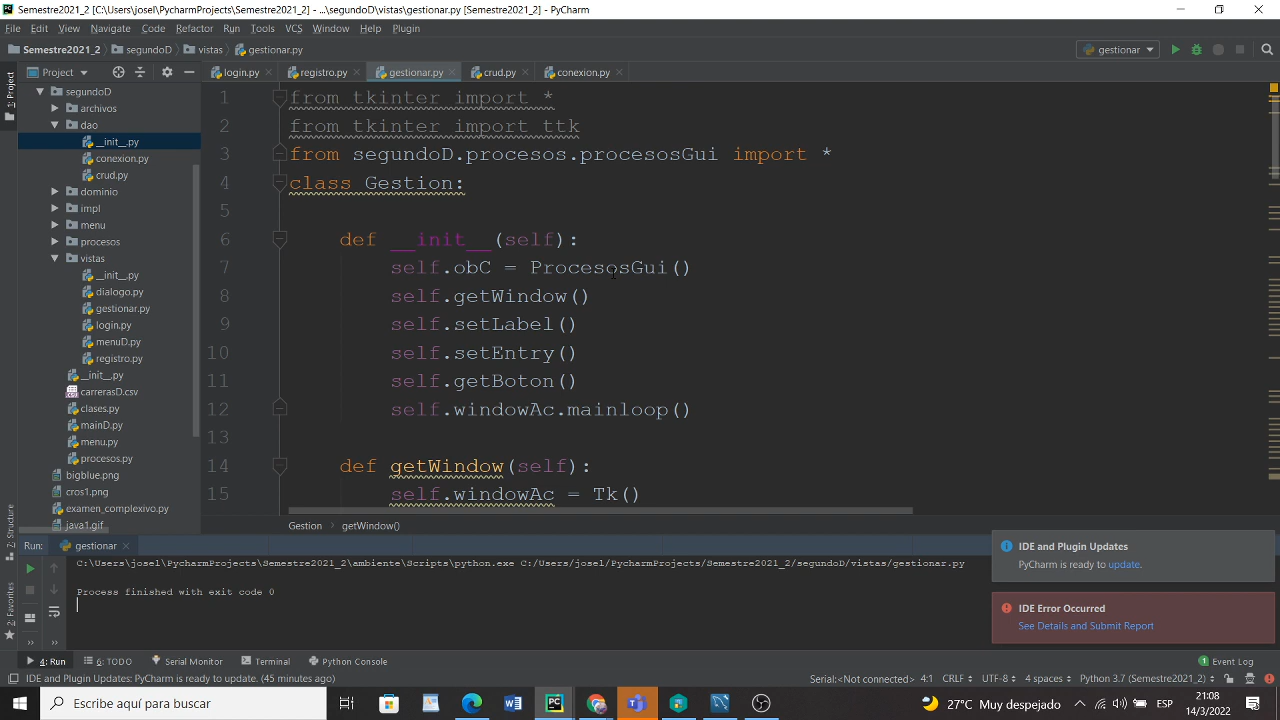 Semestre2021_2 [C:\Users\josel\PycharmProjects\Semestre2021_2] - ...\segundoD\vistas\gestionar.py [Semestre2021_2] - PyCharm
File Edit View Navigate Code Refactor Run Tools VCS Window Help Plugin
Semestre2021_2 segundoD vistas gestionar.py gestionar
1: Project
Project
login.py registro.py gestionar.py crud.py conexion.py
segundoD
archivos
dao
__init__.py
conexion.py
crud.py
dominio
impl
menu
procesos
vistas
__init__.py
dialogo.py
gestionar.py
login.py
menuD.py
registro.py
__init__.py
carrerasD.csv
clases.py
mainD.py
menu.py
procesos.py
bigblue.png
cros1.png
examen_complexivo.py
java1.gif
1 from tkinter import *
2 from tkinter import ttk
3 from segundoD.procesos.procesosGui import *
4 class Gestion:
5
6 def __init__(self):
7 self.obC = ProcesosGui()
8 self.getWindow()
9 self.setLabel()
10 self.setEntry()
11 self.getBoton()
12 self.windowAc.mainloop()
13
14 def getWindow(self):
15 self.windowAc = Tk()
Gestion getWindow()
Z: Structure
2: Favorites
Run: gestionar
C:\Users\josel\PycharmProjects\Semestre2021_2\ambiente\Scripts\python.exe C:/Users/josel/PycharmProjects/Semestre2021_2/segundoD/vistas/gestionar.py
Process finished with exit code 0
IDE and Plugin Updates
PyCharm is ready to update.
IDE Error Occurred
See Details and Submit Report
4: Run 6: TODO Serial Monitor Terminal Python Console 1 Event Log
IDE and Plugin Updates: PyCharm is ready to update. (45 minutes ago) Serial:<Not connected> 4:1 CRLF UTF-8 4 spaces Python 3.7 (Semestre2021_2)
Escribe aquí para buscar
27°C Muy despejado
ESP
21:08
14/3/2022